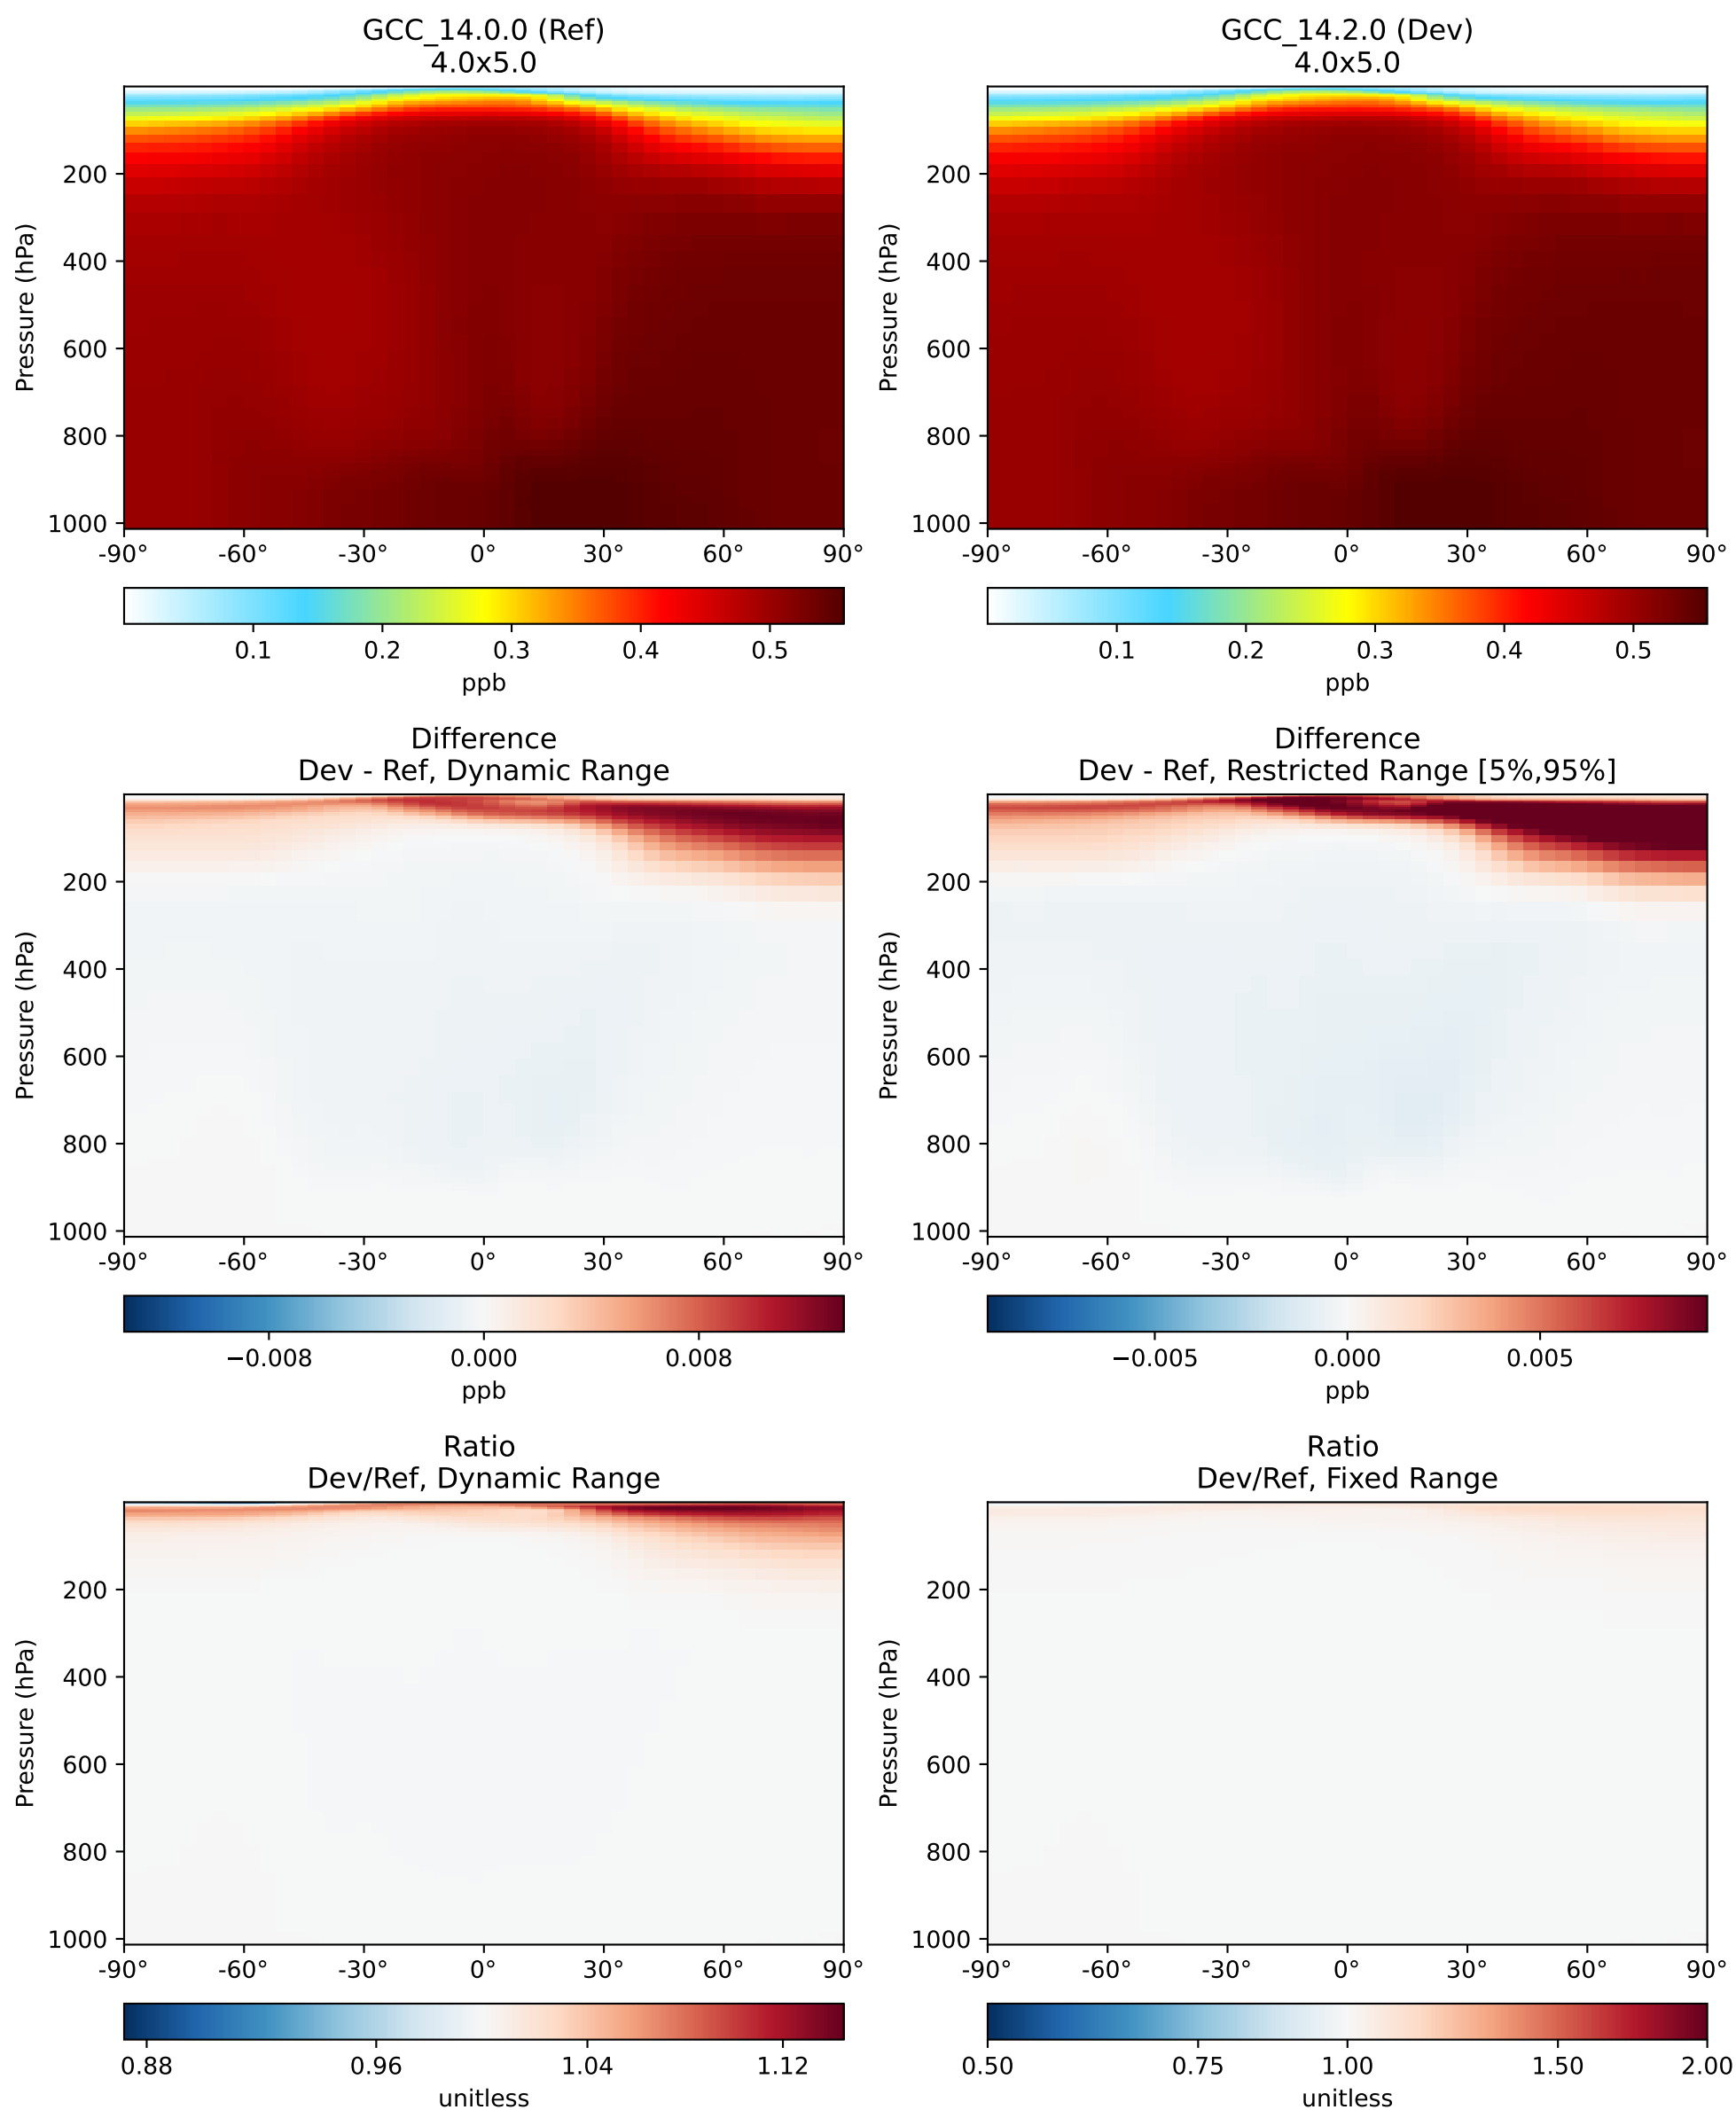 GCC_14.0.0 (Ref)
4.0x5.0
Pressure (hPa)
200
400
600
800
1000
-90° -60° -30° 0° 30° 60° 90°
0.1 0.2 0.3 0.4 0.5
ppb
GCC_14.2.0 (Dev)
4.0x5.0
Pressure (hPa)
200
400
600
800
1000
-90° -60° -30° 0° 30° 60° 90°
0.1 0.2 0.3 0.4 0.5
ppb
Difference
Dev - Ref, Dynamic Range
Pressure (hPa)
200
400
600
800
1000
-90° -60° -30° 0° 30° 60° 90°
−0.008 0.000 0.008
ppb
Difference
Dev - Ref, Restricted Range [5%,95%]
Pressure (hPa)
200
400
600
800
1000
-90° -60° -30° 0° 30° 60° 90°
−0.005 0.000 0.005
ppb
Ratio
Dev/Ref, Dynamic Range
Pressure (hPa)
200
400
600
800
1000
-90° -60° -30° 0° 30° 60° 90°
0.88 0.96 1.04 1.12
unitless
Ratio
Dev/Ref, Fixed Range
Pressure (hPa)
200
400
600
800
1000
-90° -60° -30° 0° 30° 60° 90°
0.50 0.75 1.00 1.50 2.00
unitless